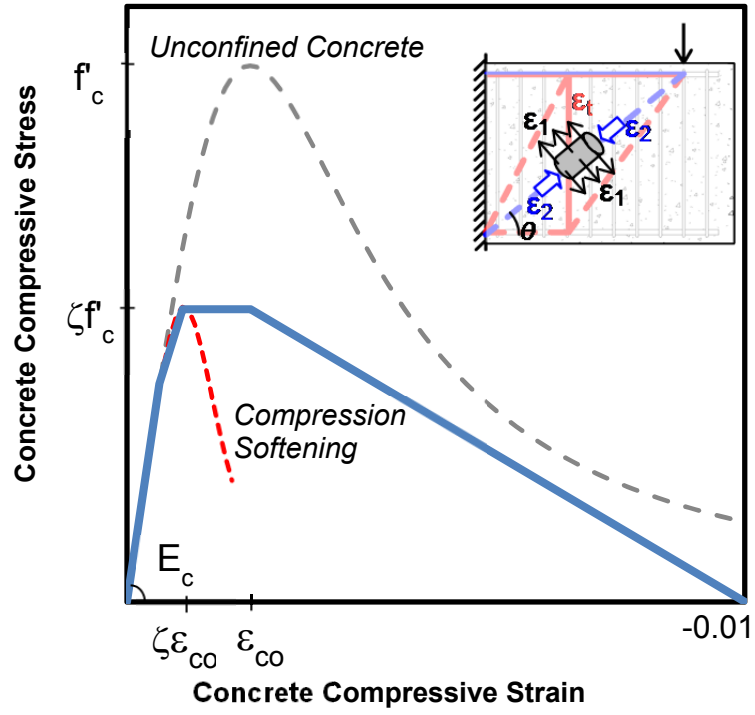 Concrete Compressive Stress
f'c
ζf'c
Unconfined Concrete
εt
ε1
ε2
ε2
ε1
θ
Compression
Softening
Ec
ζεco
εco
-0.01
Concrete Compressive Strain